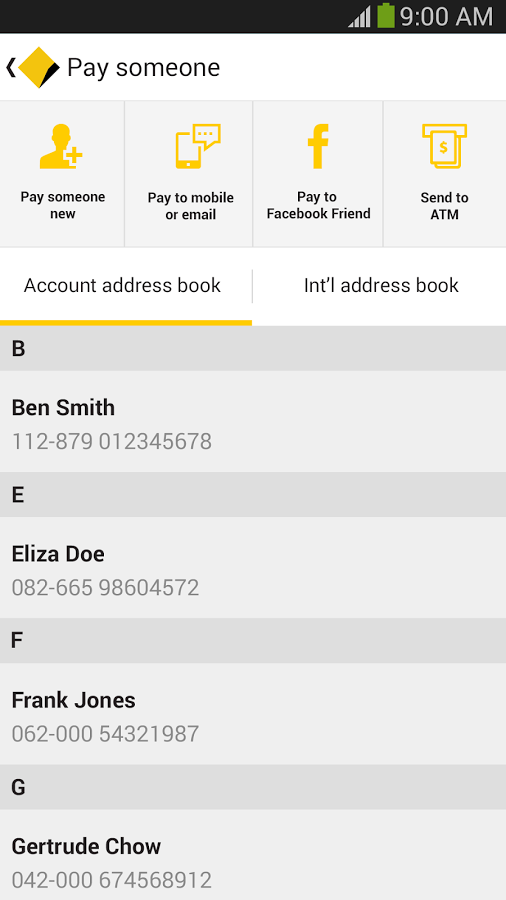 9:00 AM
Pay someone
Pay someone
new
Pay to mobile
or email
Pay to
Facebook Friend
$
Send to
ATM
Account address book
Int'l address book
B
Ben Smith
112-879 012345678
E
Eliza Doe
082-665 98604572
F
Frank Jones
062-000 54321987
G
Gertrude Chow
042-000 674568912